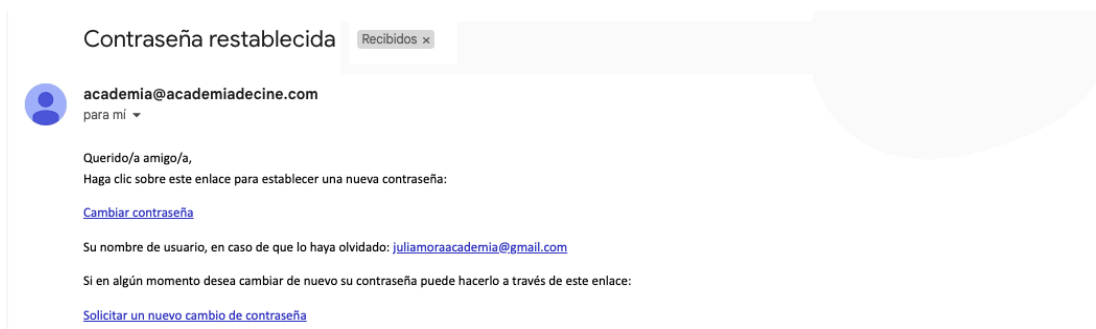 Contraseña restablecida Recibidos ×
academia@academiadecine.com
para mí
Querido/a amigo/a,
Haga clic sobre este enlace para establecer una nueva contraseña:
Cambiar contraseña
Su nombre de usuario, en caso de que lo haya olvidado: juliamoraacademia@gmail.com
Si en algún momento desea cambiar de nuevo su contraseña puede hacerlo a través de este enlace:
Solicitar un nuevo cambio de contraseña